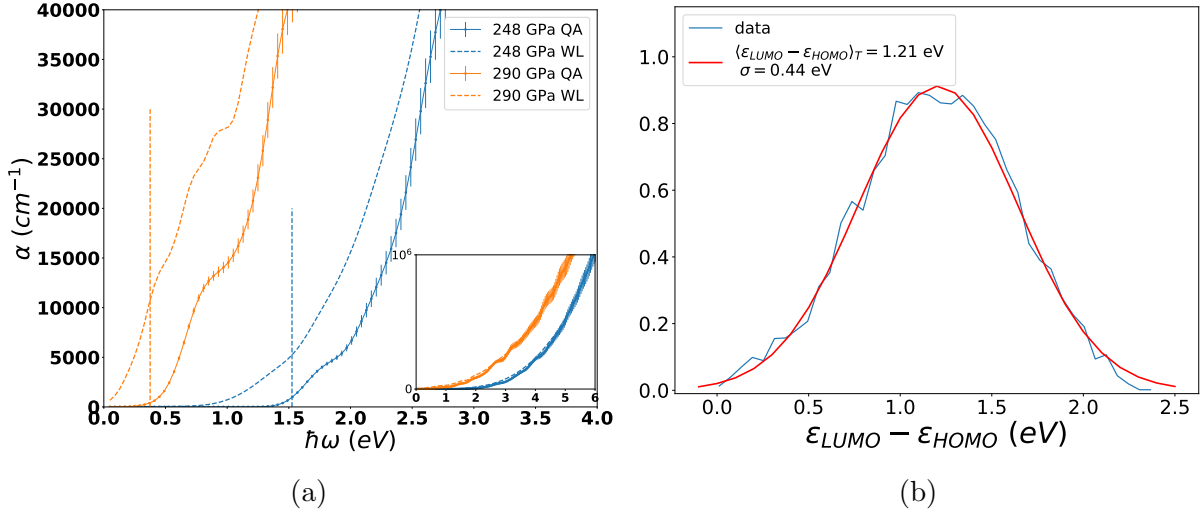 40000
35000
30000
25000
20000
15000
10000
5000
0
α (cm⁻¹)
0.0 0.5 1.0 1.5 2.0 2.5 3.0 3.5 4.0
ħω (eV)
248 GPa QA
248 GPa WL
290 GPa QA
290 GPa WL
10⁶
0
0 1 2 3 4 5 6
(a)
data
⟨ε_LUMO − ε_HOMO⟩_T = 1.21 eV
σ = 0.44 eV
1.0
0.8
0.6
0.4
0.2
0.0
0.0 0.5 1.0 1.5 2.0 2.5
ε_LUMO − ε_HOMO (eV)
(b)